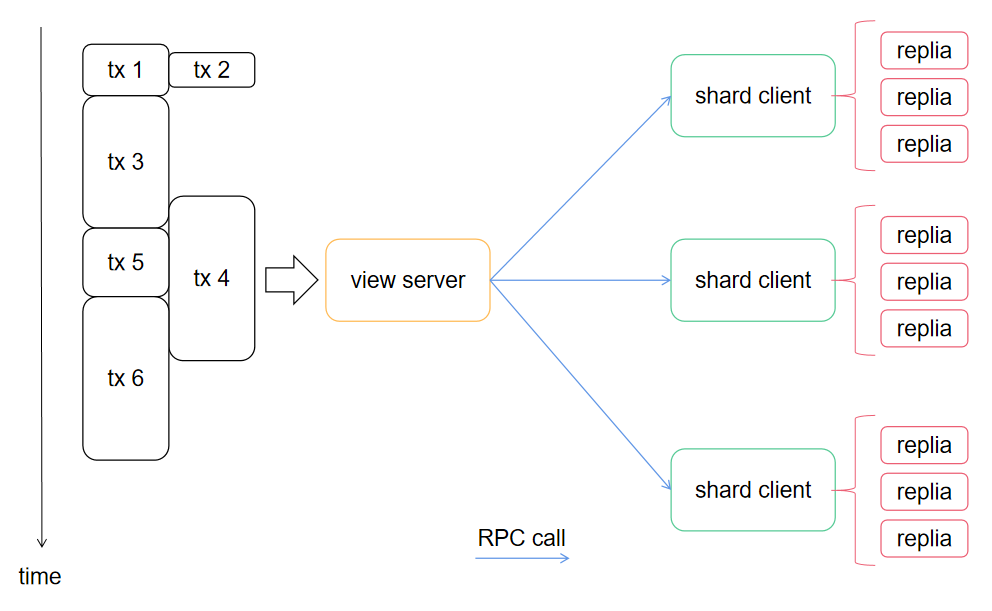 tx 1
tx 2
tx 3
tx 4
tx 5
tx 6
time
view server
RPC call
shard client
replia
replia
replia
shard client
replia
replia
replia
shard client
replia
replia
replia